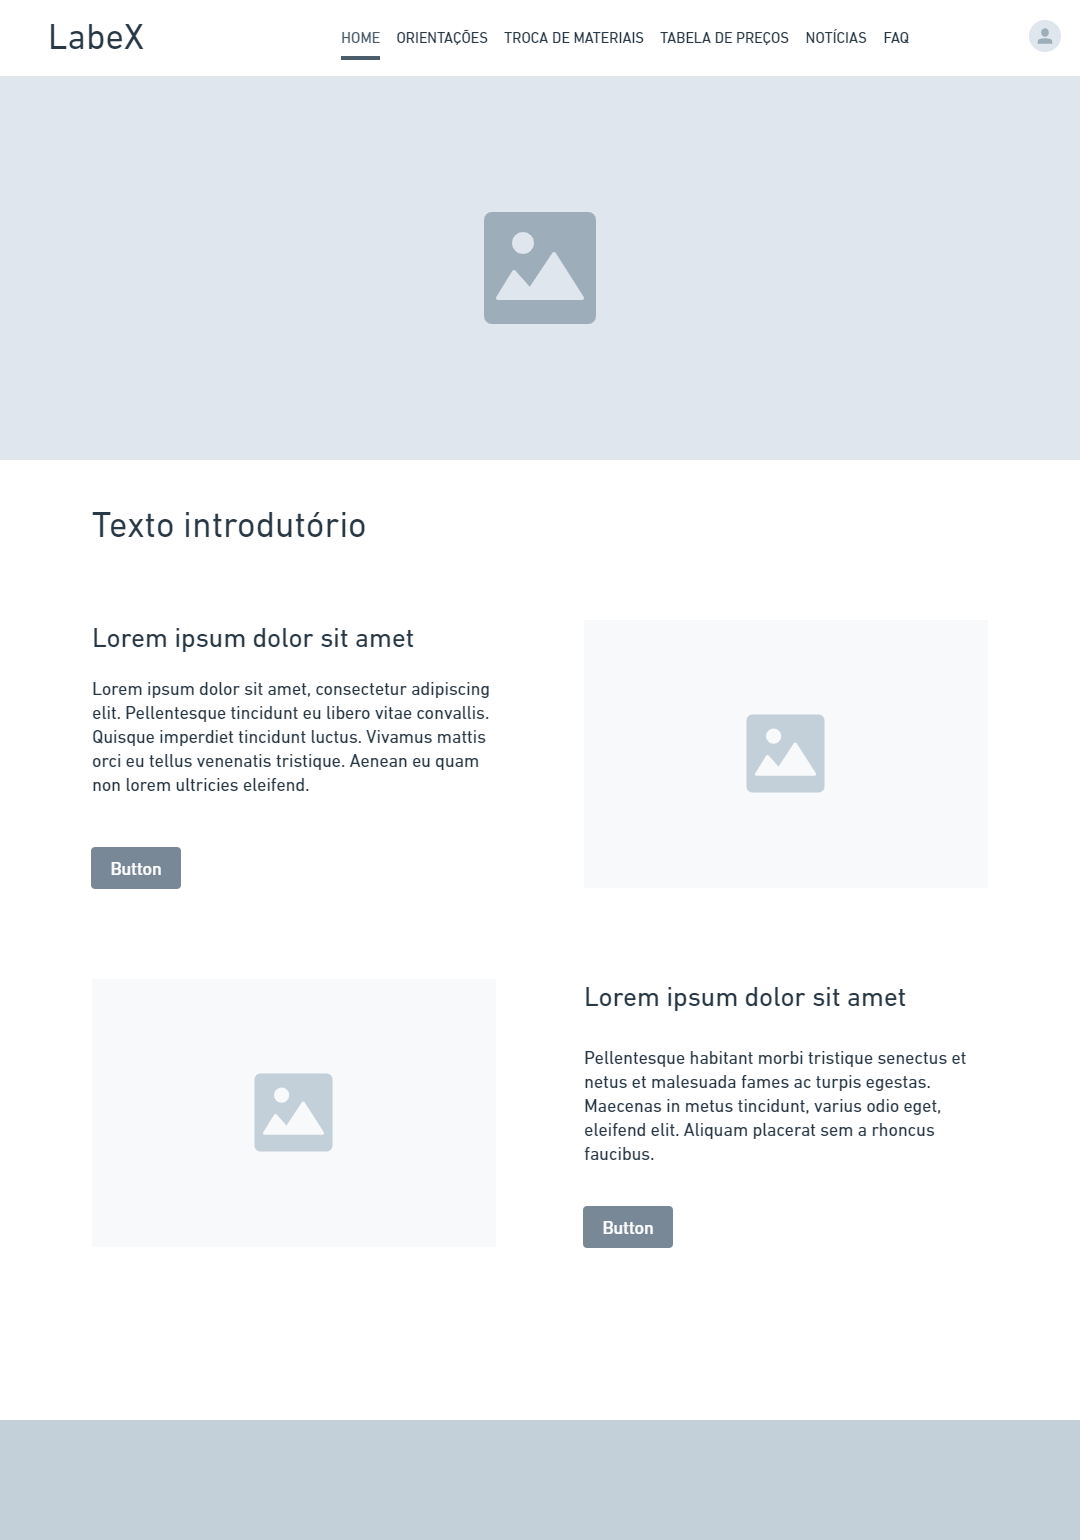 LabeX
HOME ORIENTAÇÕES TROCA DE MATERIAIS TABELA DE PREÇOS NOTÍCIAS FAQ
Texto introdutório
Lorem ipsum dolor sit amet
Lorem ipsum dolor sit amet, consectetur adipiscing
elit. Pellentesque tincidunt eu libero vitae convallis.
Quisque imperdiet tincidunt luctus. Vivamus mattis
orci eu tellus venenatis tristique. Aenean eu quam
non lorem ultricies eleifend.
Button
Lorem ipsum dolor sit amet
Pellentesque habitant morbi tristique senectus et
netus et malesuada fames ac turpis egestas.
Maecenas in metus tincidunt, varius odio eget,
eleifend elit. Aliquam placerat sem a rhoncus
faucibus.
Button